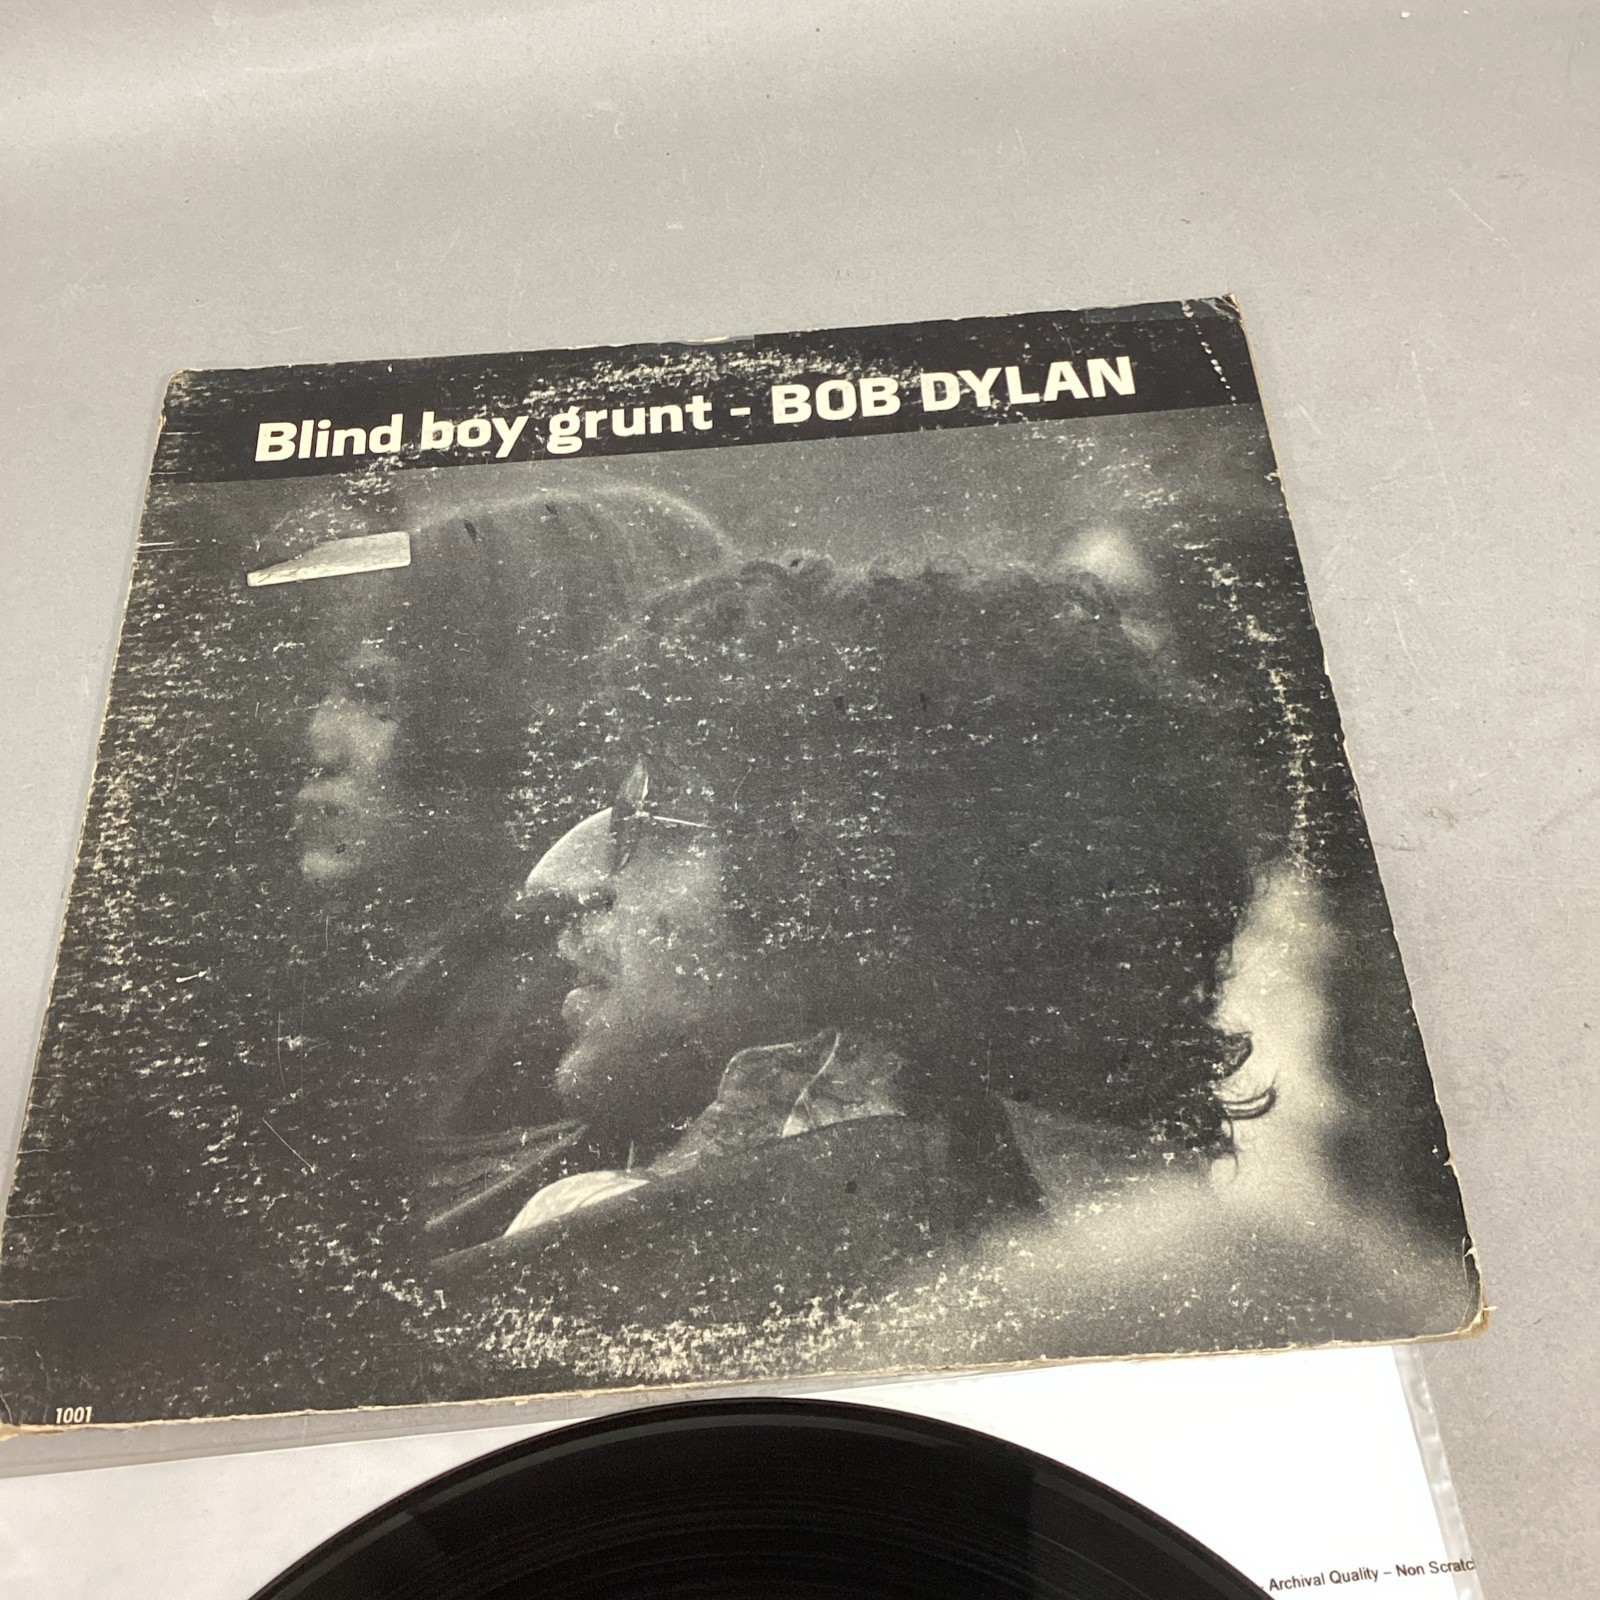 Blind boy grunt - BOB DYLAN
1001
- Archival Quality – Non Scratc